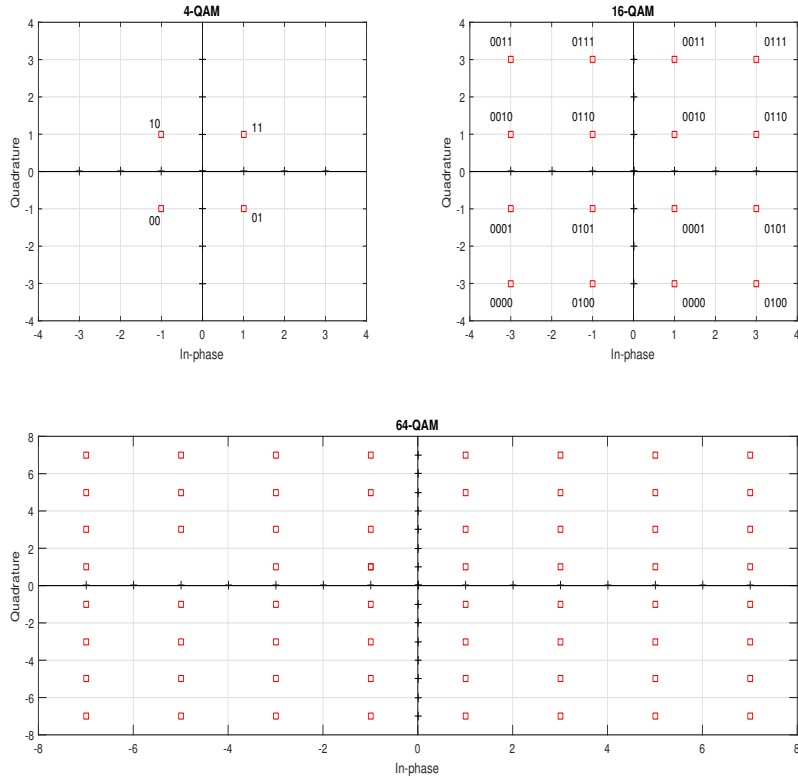 4-QAM
4
3
2
1
0
-1
-2
-3
-4
Quadrature
10
11
00
01
-4 -3 -2 -1 0 1 2 3 4
In-phase
16-QAM
4
3
2
1
0
-1
-2
-3
-4
Quadrature
0011 0111 0011 0111
0010 0110 0010 0110
0001 0101 0001 0101
0000 0100 0000 0100
-4 -3 -2 -1 0 1 2 3 4
In-phase
64-QAM
8
6
4
2
0
-2
-4
-6
-8
Quadrature
-8 -6 -4 -2 0 2 4 6 8
In-phase